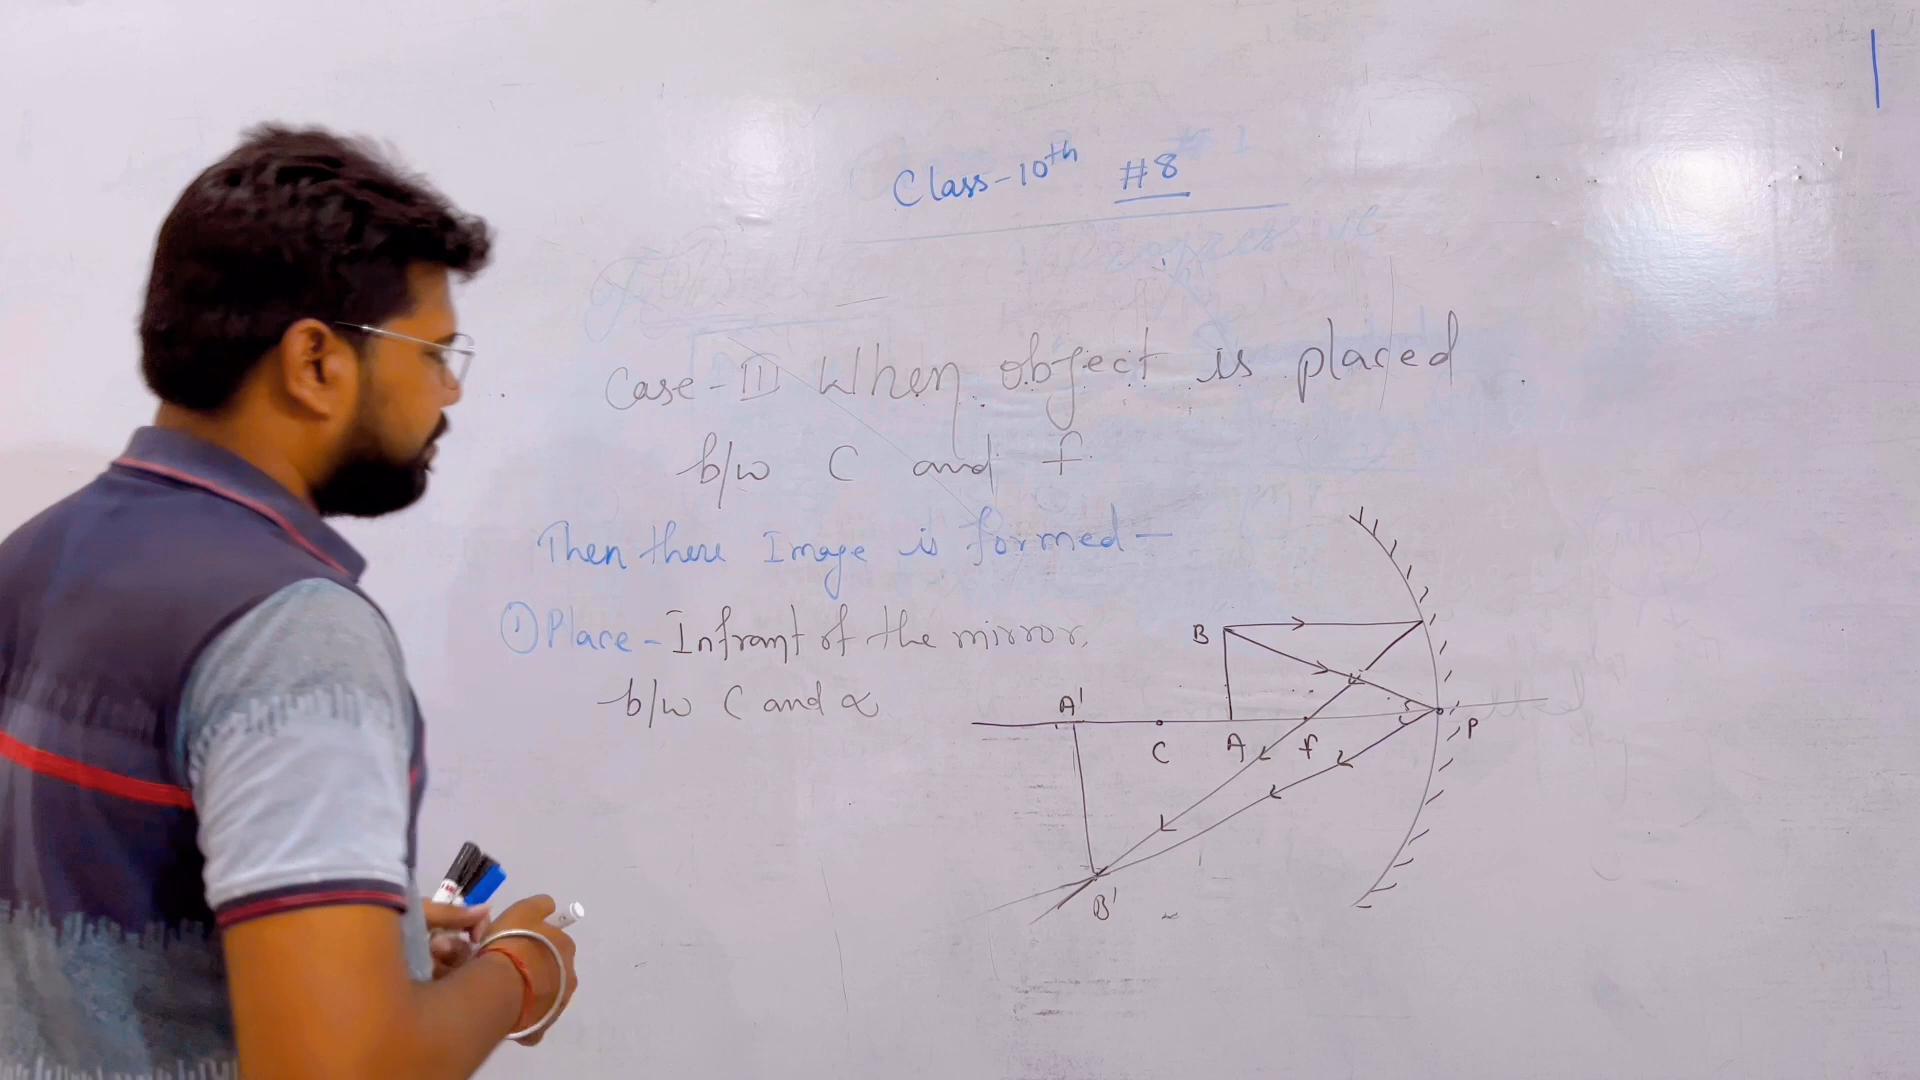 Class-10th #8
Case-III When object is placed
b/w C and f
Then there Image is formed-
① Place - Infront of the mirror.
b/w C and ∝
B
A'
C
A
f
P
B'